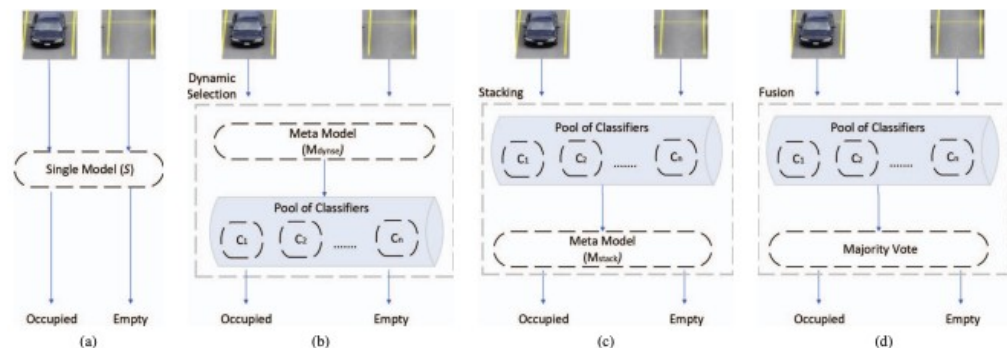 Single Model (S)
Occupied
Empty
(a)
Dynamic
Selection
Meta Model
(Mdynse)
Pool of Classifiers
C1
C2
.......
Cn
Occupied
Empty
(b)
Stacking
Pool of Classifiers
C1
C2
.......
Cn
Meta Model
(Mstack)
Occupied
Empty
(c)
Fusion
Pool of Classifiers
C1
C2
.......
Cn
Majority Vote
Occupied
Empty
(d)